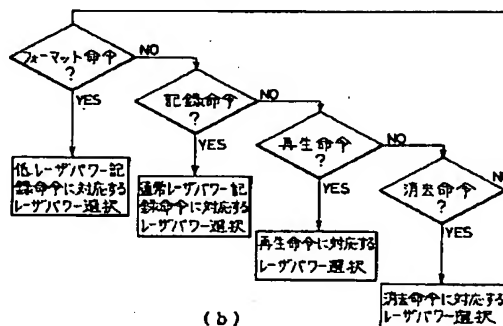 フォーマット命令
?
NO
YES
記録命令
?
NO
YES
再生命令
?
NO
YES
消去命令
?
NO
YES
低レーザパワー記
録命令に対応する
レーザパワー選択
通常レーザパワー記
録命令に対応する
レーザパワー選択
再生命令に対応する
レーザパワー選択
消去命令に対応する
レーザパワー選択
(b)